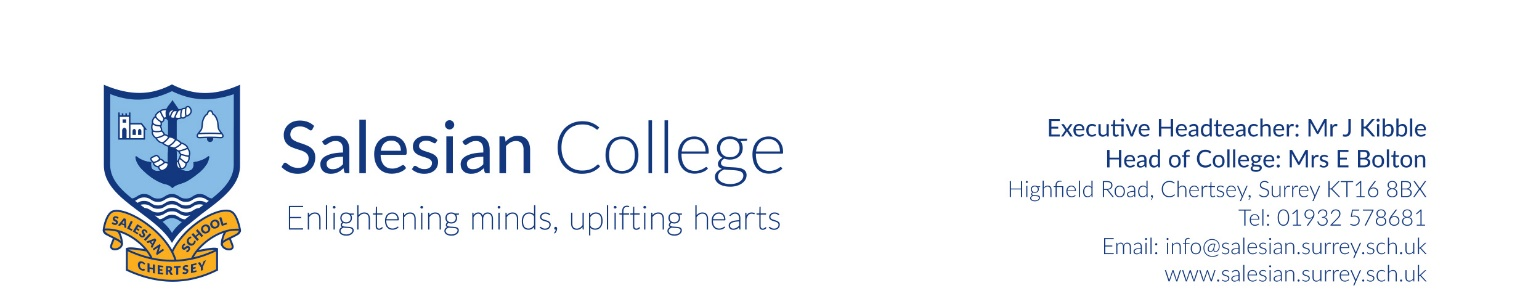 SALESIAN SCHOOL
CHERTSEY
Salesian College
Enlightening minds, uplifting hearts
Executive Headteacher: Mr J Kibble
Head of College: Mrs E Bolton
Highfield Road, Chertsey, Surrey KT16 8BX
Tel: 01932 578681
Email: info@salesian.surrey.sch.uk
www.salesian.surrey.sch.uk